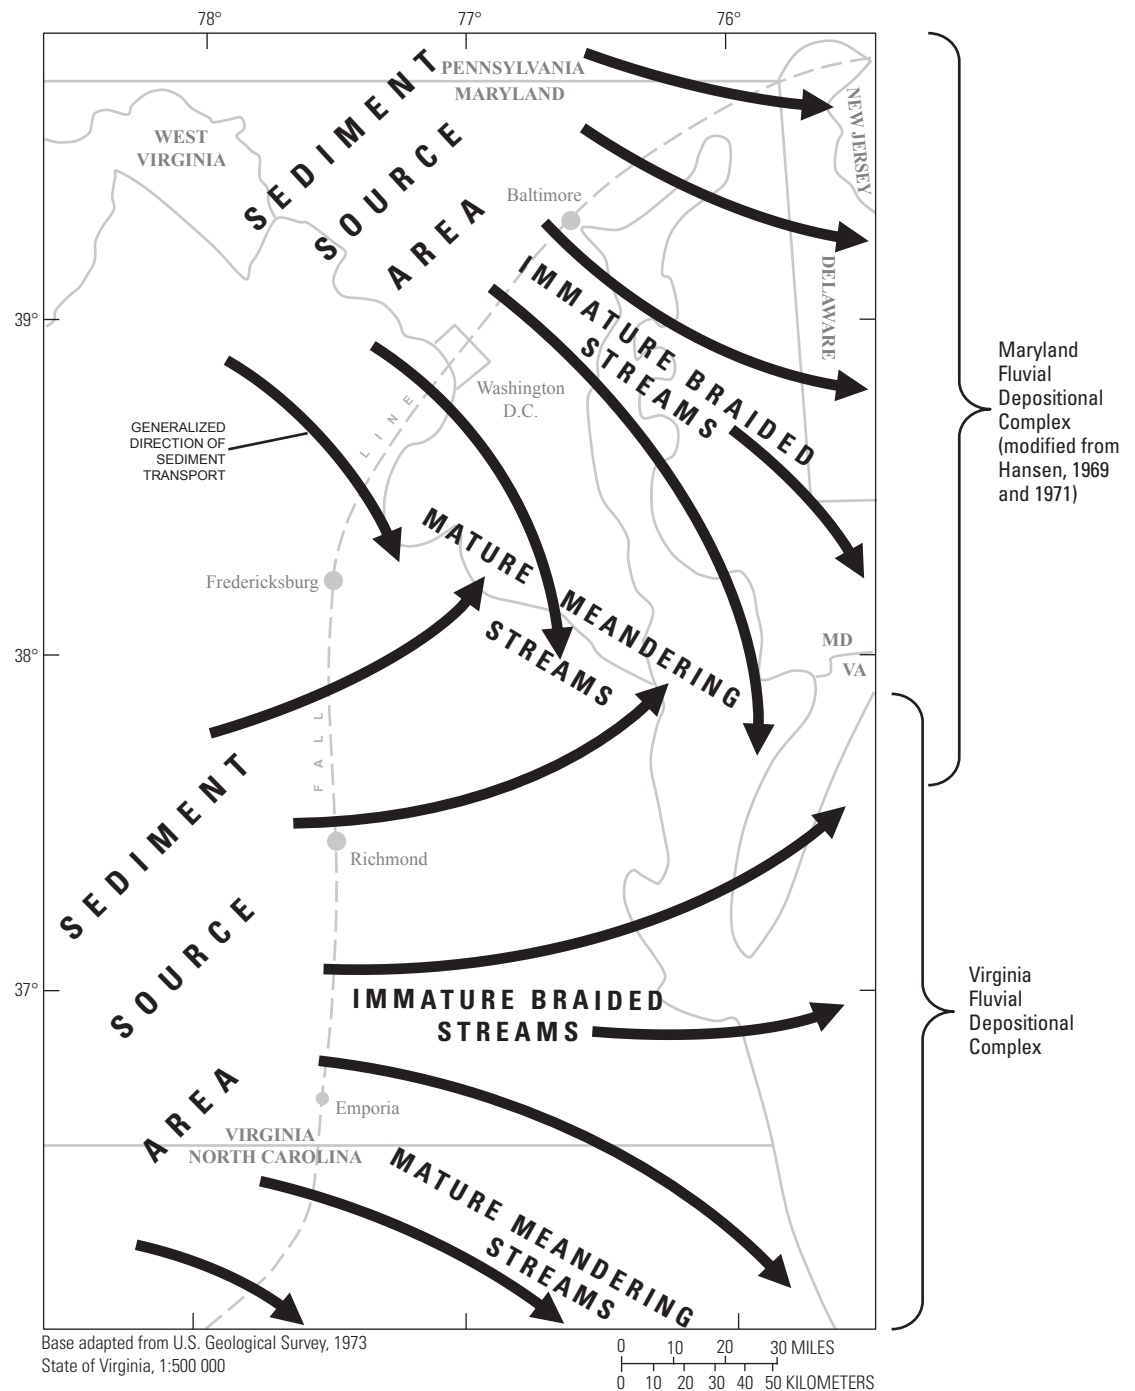 78°
77°
76°
PENNSYLVANIA
MARYLAND
WEST
VIRGINIA
NEW JERSEY
SEDIMENT
SOURCE
AREA
Baltimore
DELAWARE
IMMATURE BRAIDED
STREAMS
39°
Washington
D.C.
GENERALIZED
DIRECTION OF
SEDIMENT
TRANSPORT
FALL LINE
Maryland
Fluvial
Depositional
Complex
(modified from
Hansen, 1969
and 1971)
MATURE MEANDERING
STREAMS
Fredericksburg
38°
MD
VA
SEDIMENT
SOURCE
AREA
Richmond
37°
IMMATURE BRAIDED
STREAMS
Virginia
Fluvial
Depositional
Complex
Emporia
VIRGINIA
NORTH CAROLINA
MATURE MEANDERING
STREAMS
Base adapted from U.S. Geological Survey, 1973
State of Virginia, 1:500 000
0 10 20 30 MILES
0 10 20 30 40 50 KILOMETERS